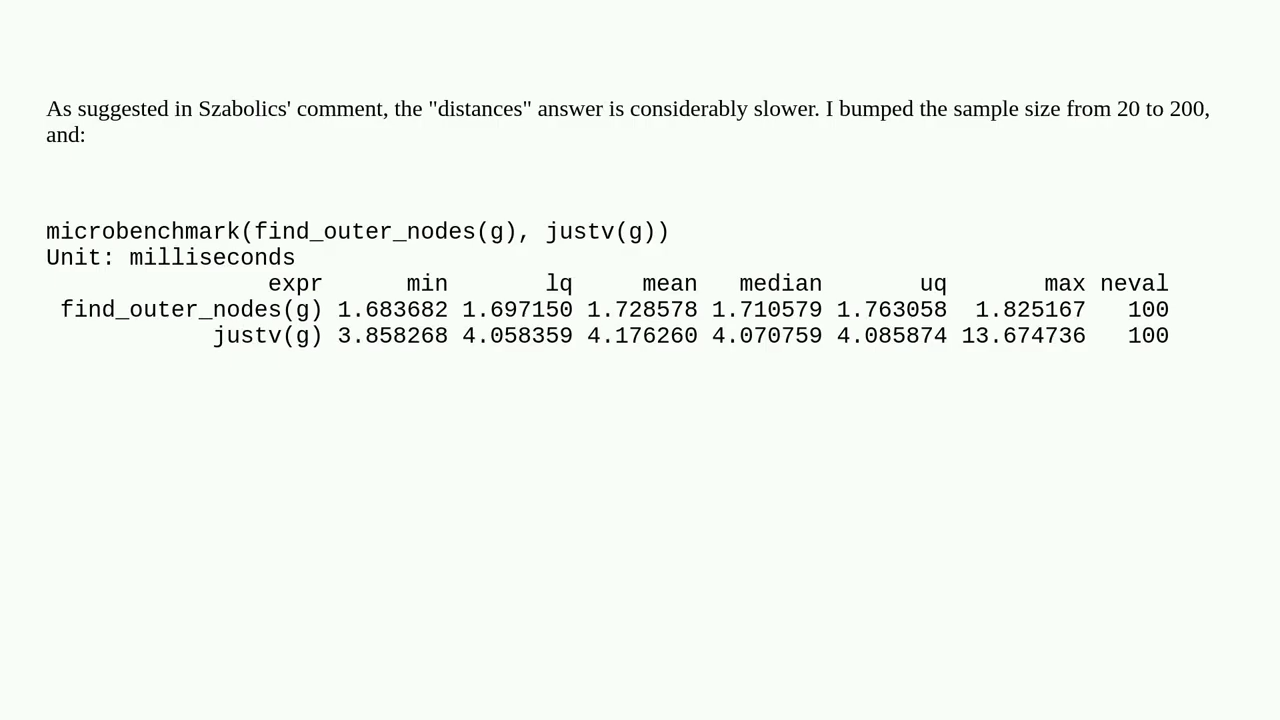 As suggested in Szabolics' comment, the "distances" answer is considerably slower. I bumped the sample size from 20 to 200,
and:
microbenchmark(find_outer_nodes(g), justv(g))
Unit: milliseconds
                expr      min       lq     mean   median       uq       max neval
 find_outer_nodes(g) 1.683682 1.697150 1.728578 1.710579 1.763058  1.825167   100
            justv(g) 3.858268 4.058359 4.176260 4.070759 4.085874 13.674736   100